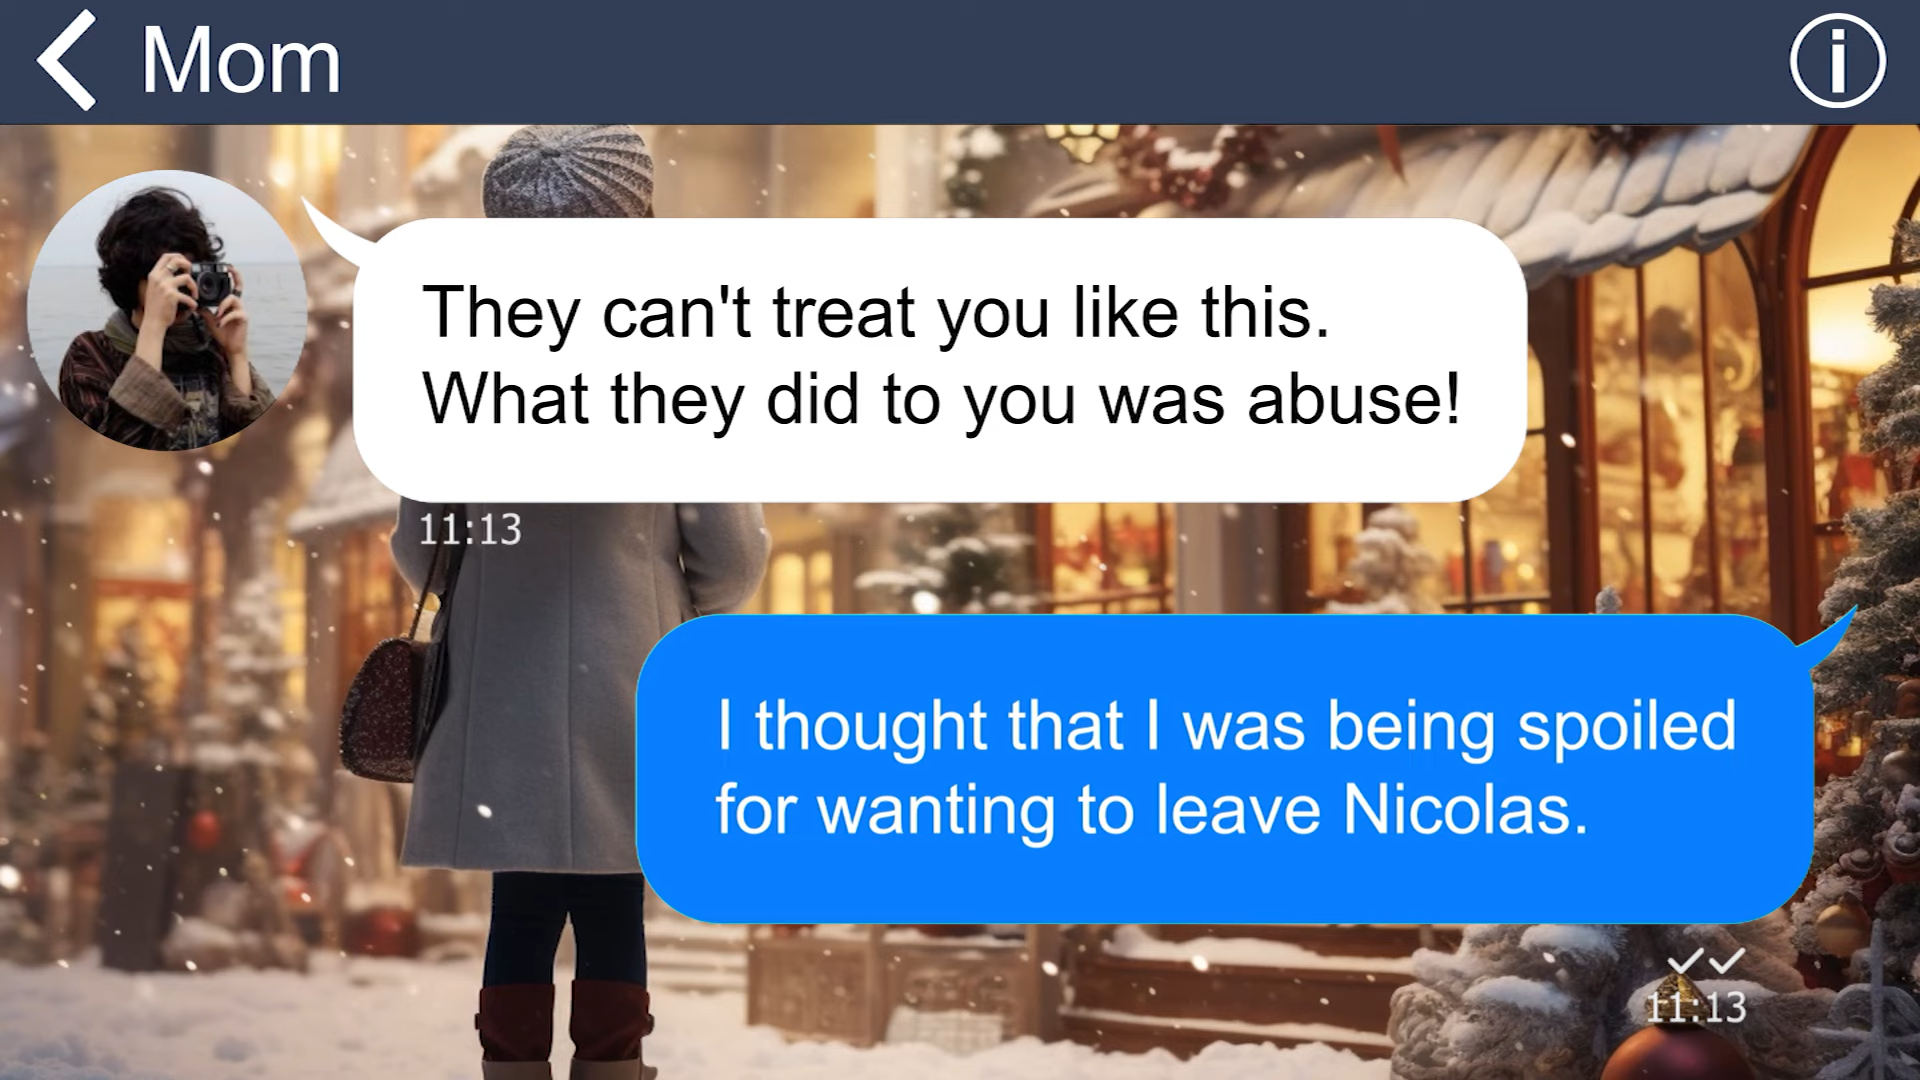 Mom
They can't treat you like this.
What they did to you was abuse!
11:13
I thought that I was being spoiled
for wanting to leave Nicolas.
11:13